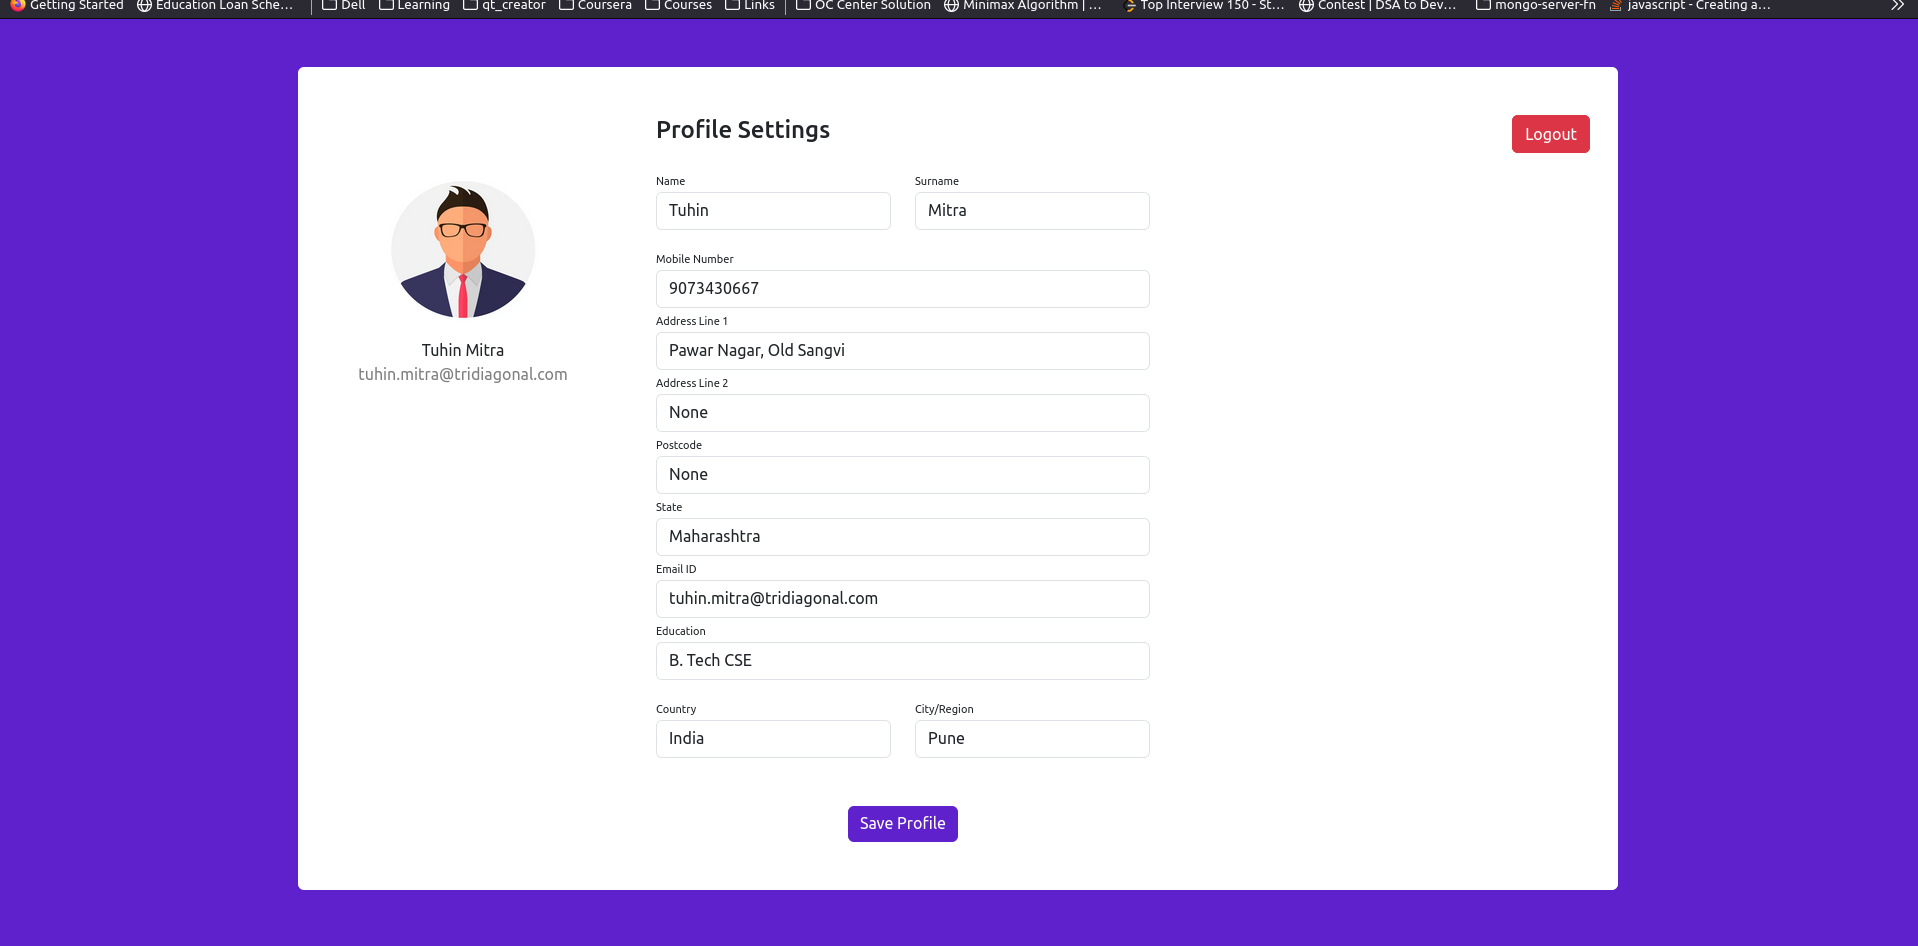 Getting Started Education Loan Sche... Dell Learning qt_creator Coursera Courses Links OC Center Solution Minimax Algorithm | ... Top Interview 150 - St... Contest | DSA to Dev... mongo-server-fn javascript - Creating a...
Profile Settings
Logout
Name Surname
Tuhin Mitra
Mobile Number
9073430667
Address Line 1
Pawar Nagar, Old Sangvi
Tuhin Mitra
tuhin.mitra@tridiagonal.com
Address Line 2
None
Postcode
None
State
Maharashtra
Email ID
tuhin.mitra@tridiagonal.com
Education
B. Tech CSE
Country City/Region
India Pune
Save Profile